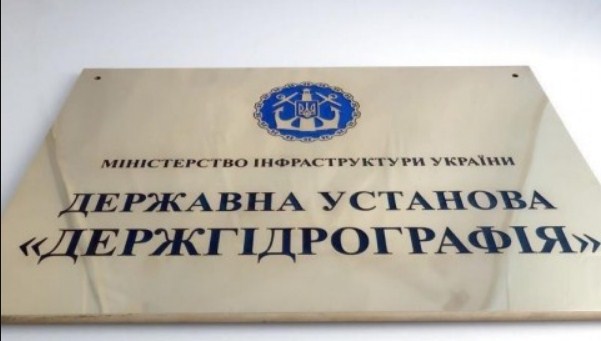 МІНІСТЕРСТВО ІНФРАСТРУКТУРИ УКРАЇНИ
ДЕРЖАВНА УСТАНОВА
«ДЕРЖГІДРОГРАФІЯ»